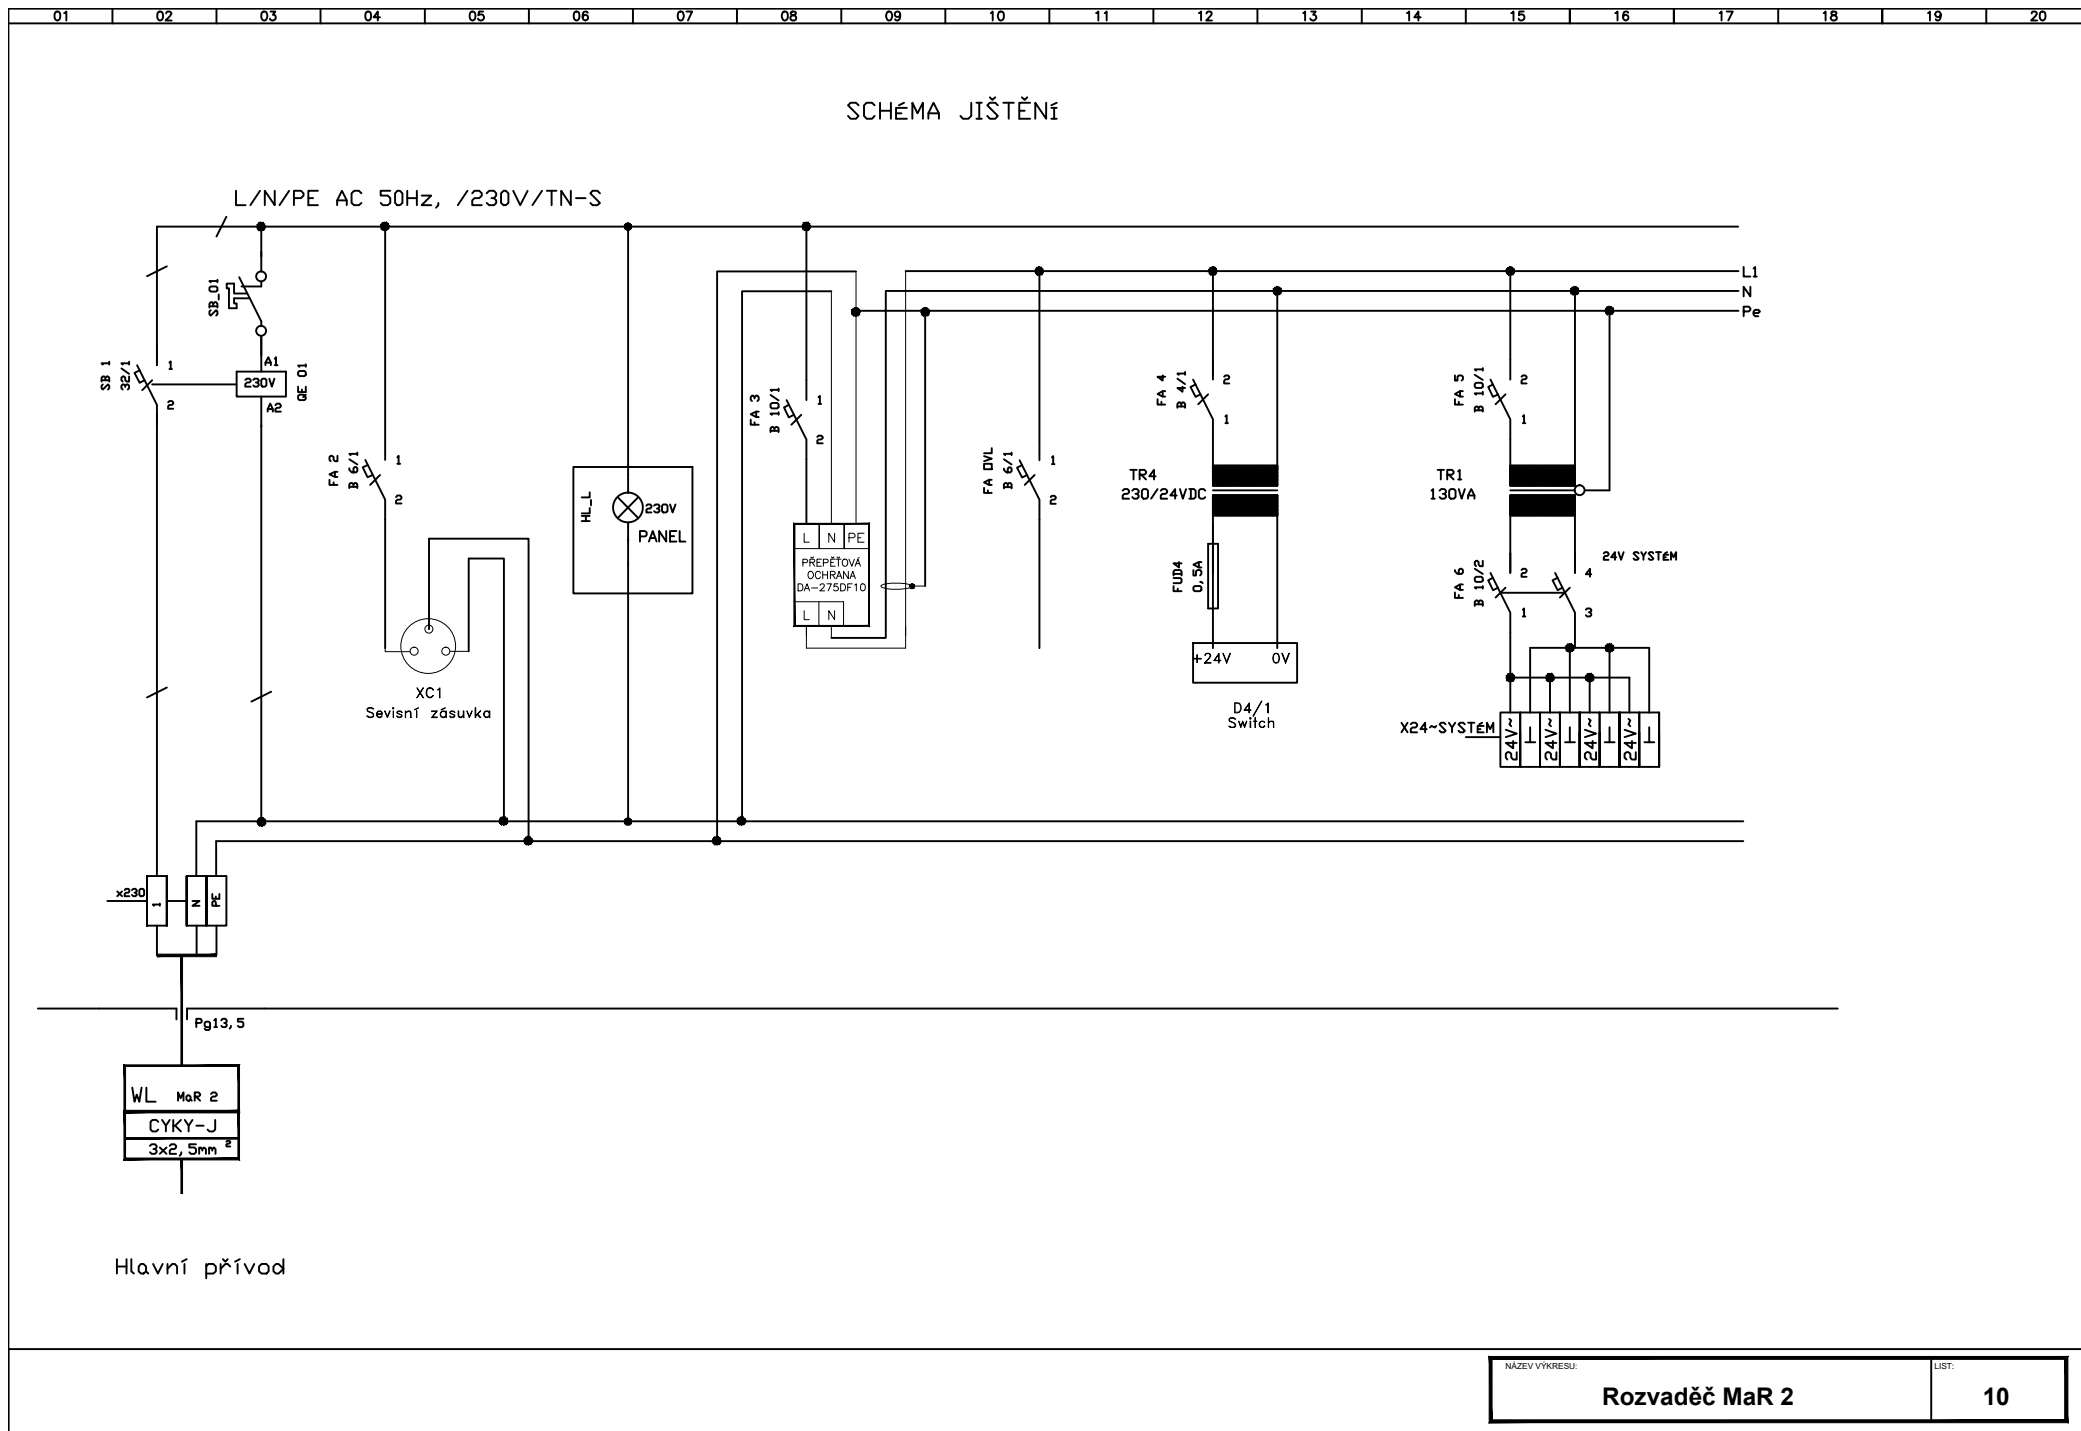 01 02 03 04 05 06 07 08 09 10 11 12 13 14 15 16 17 18 19 20
SCHÉMA JIŠTĚNÍ
L/N/PE AC 50Hz, /230V/TN-S
L1
N
Pe
SB_01
SB 1
32/1
1
2
A1
230V
A2
QE 01
FA 2
B 6/1
1
2
XC1
Sevisní zásuvka
HL_L
230V
PANEL
FA 3
B 10/1
1
2
L N PE
PŘEPĚŤOVÁ
OCHRANA
DA-275DF10
L N
FA OVL
B 6/1
1
2
FA 4
B 4/1
2
1
TR4
230/24VDC
FUD4
0,5A
+24V 0V
D4/1
Switch
FA 5
B 10/1
2
1
TR1
130VA
24V SYSTÉM
FA 6
B 10/2
2
1
4
3
X24~SYSTÉM
24V~ 24V~ 24V~ 24V~
x230
1 N PE
Pg13,5
WL MaR 2
CYKY-J
3x2,5mm²
Hlavní přívod
NÁZEV VÝKRESU:
Rozvaděč MaR 2
LIST:
10